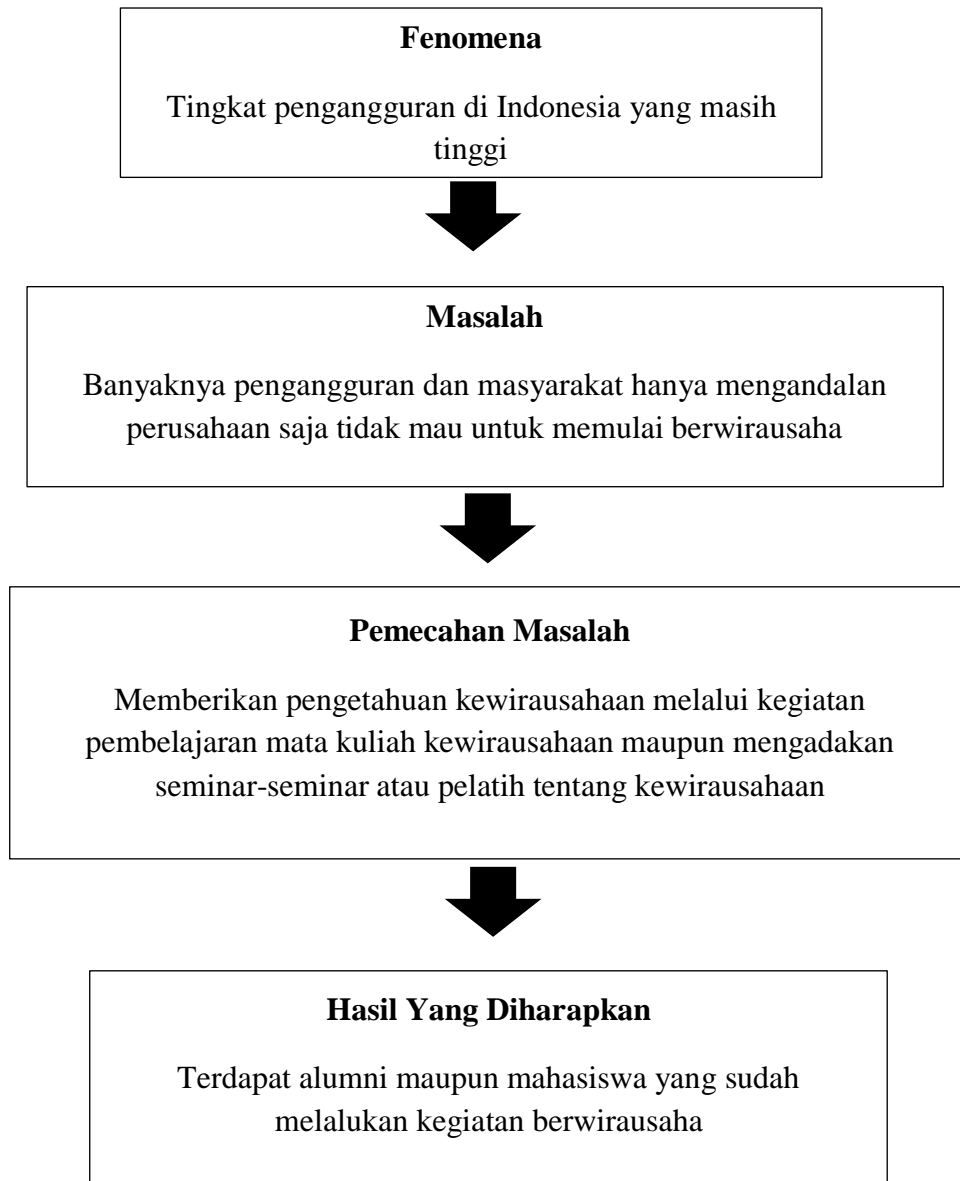 Fenomena
Tingkat pengangguran di Indonesia yang masih
tinggi
Masalah
Banyaknya pengangguran dan masyarakat hanya mengandalan
perusahaan saja tidak mau untuk memulai berwirausaha
Pemecahan Masalah
Memberikan pengetahuan kewirausahaan melalui kegiatan
pembelajaran mata kuliah kewirausahaan maupun mengadakan
seminar-seminar atau pelatih tentang kewirausahaan
Hasil Yang Diharapkan
Terdapat alumni maupun mahasiswa yang sudah
melalukan kegiatan berwirausaha